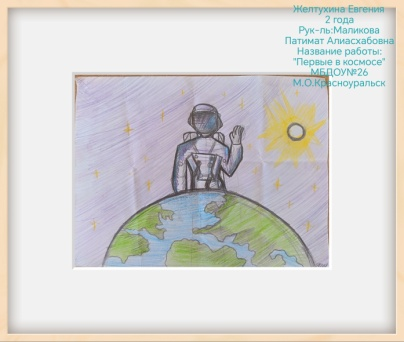 Желтухина Евгения
2 года
Рук-ль:Маликова
Патимат Алиасхабовна
Название работы:
"Первые в космосе"
МБДОУ№26
М.О.Красноуральск